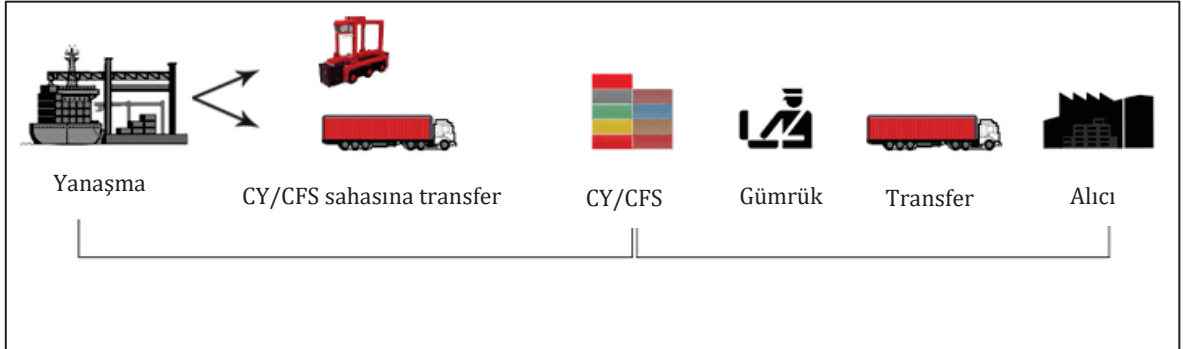 Yanaşma
CY/CFS sahasına transfer
CY/CFS
Gümrük
Transfer
Alıcı